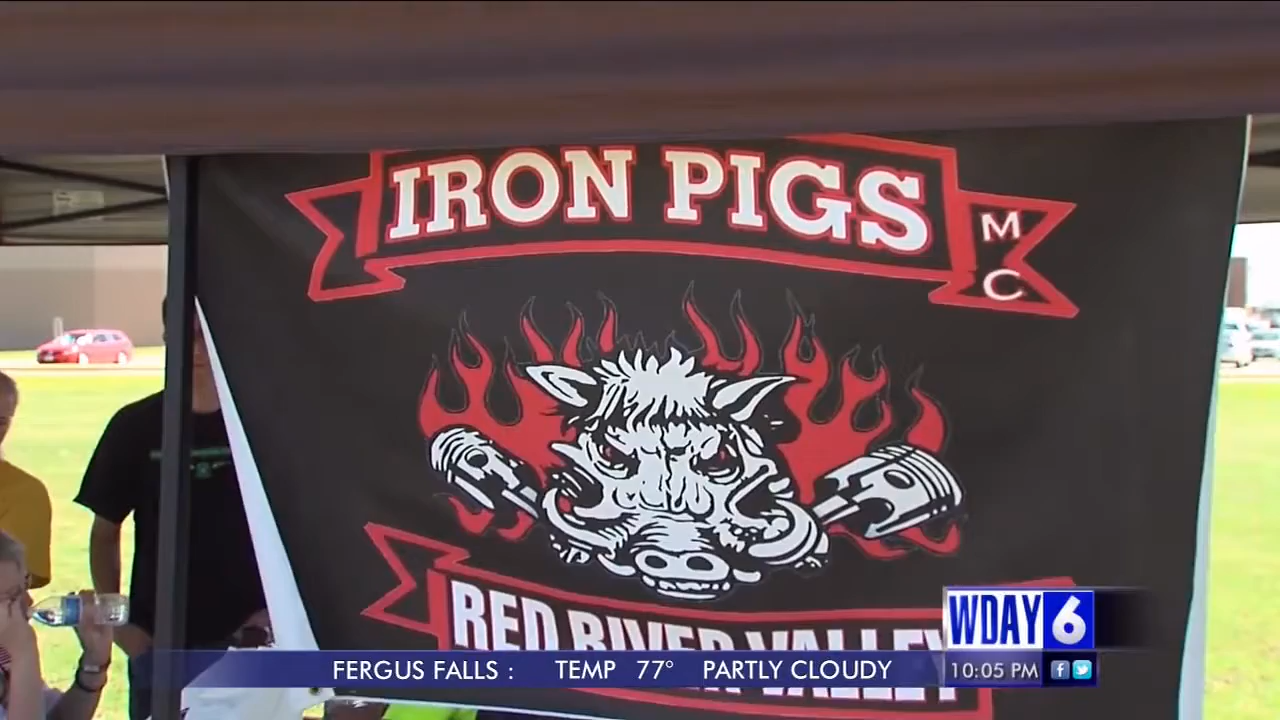 IRON PIGS
M
C
RED RIVER VALLEY
WDAY 6
FERGUS FALLS : TEMP 77° PARTLY CLOUDY
10:05 PM